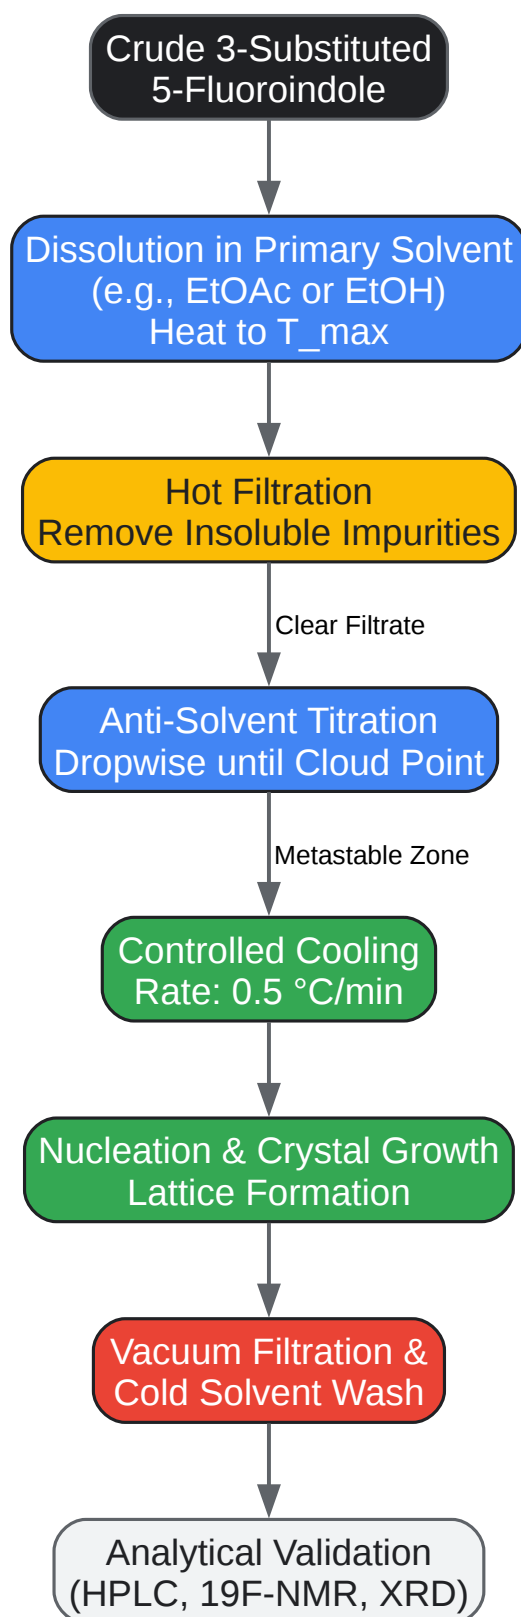 Crude 3-Substituted
5-Fluoroindole
Dissolution in Primary Solvent
(e.g., EtOAc or EtOH)
Heat to T_max
Hot Filtration
Remove Insoluble Impurities
Clear Filtrate
Anti-Solvent Titration
Dropwise until Cloud Point
Metastable Zone
Controlled Cooling
Rate: 0.5 °C/min
Nucleation & Crystal Growth
Lattice Formation
Vacuum Filtration &
Cold Solvent Wash
Analytical Validation
(HPLC, 19F-NMR, XRD)